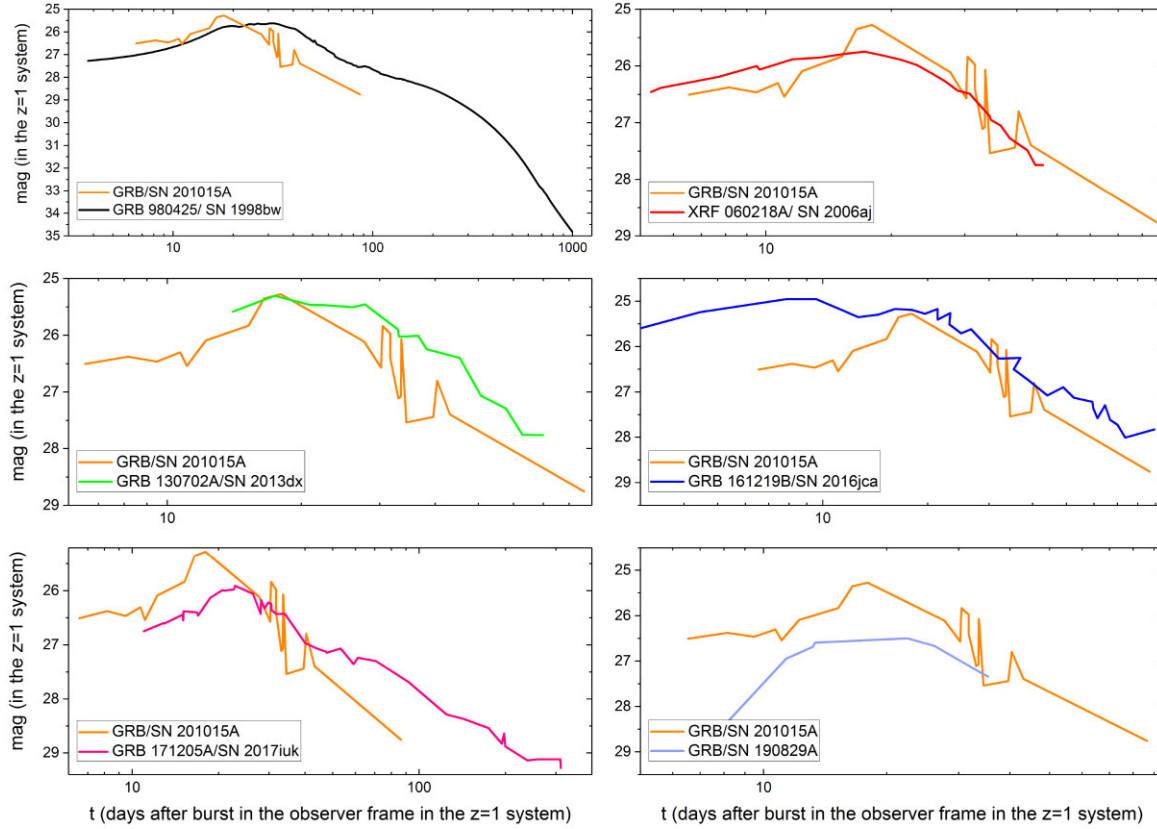 mag (in the z=1 system)
25
26
27
28
29
30
31
32
33
34
35
GRB/SN 201015A
GRB 980425/ SN 1998bw
10
100
1000
26
27
28
29
GRB/SN 201015A
XRF 060218A/ SN 2006aj
10
mag (in the z=1 system)
25
26
27
28
29
GRB/SN 201015A
GRB 130702A/SN 2013dx
10
25
26
27
28
29
GRB/SN 201015A
GRB 161219B/SN 2016jca
10
mag (in the z=1 system)
26
27
28
29
GRB/SN 201015A
GRB 171205A/SN 2017iuk
10
100
t (days after burst in the observer frame in the z=1 system)
25
26
27
28
29
GRB/SN 201015A
GRB/SN 190829A
10
t (days after burst in the observer frame in the z=1 system)